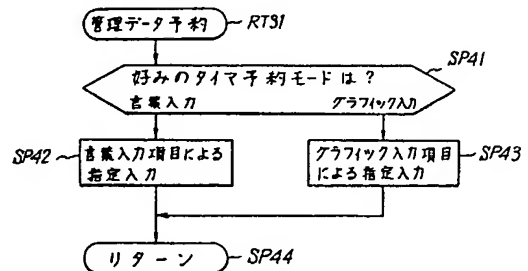 管理データ予約
RT31
SP41
好みのタイマ予約モードは?
言葉入力 グラフィック入力
SP42
言葉入力項目による
指定入力
グラフィック入力項目
による指定入力
SP43
リターン
SP44